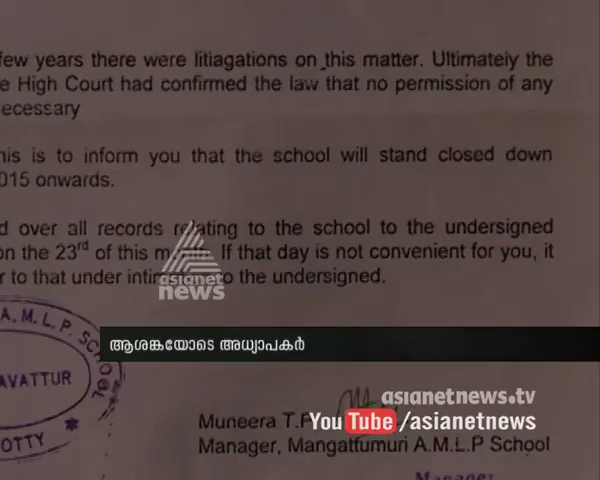 few years there were litiagations on this matter. Ultimately the
e High Court had confirmed the law that no permission of any
ecessary
his is to inform you that the school will stand closed down
015 onwards.
d over all records relating to the school to the undersigned
on the 23rd of this If that day is not convenient for you, it
r to that under to the undersigned.
asianet
news
A.M.L.P. SCHOOL
AVATTUR
OTTY
ആശങ്കയോടെ അധ്യാപകർ
asianetnews.tv
Muneera T.P
YouTube /asianetnews
Manager, Mangattumuri A.M.L.P School
Manager